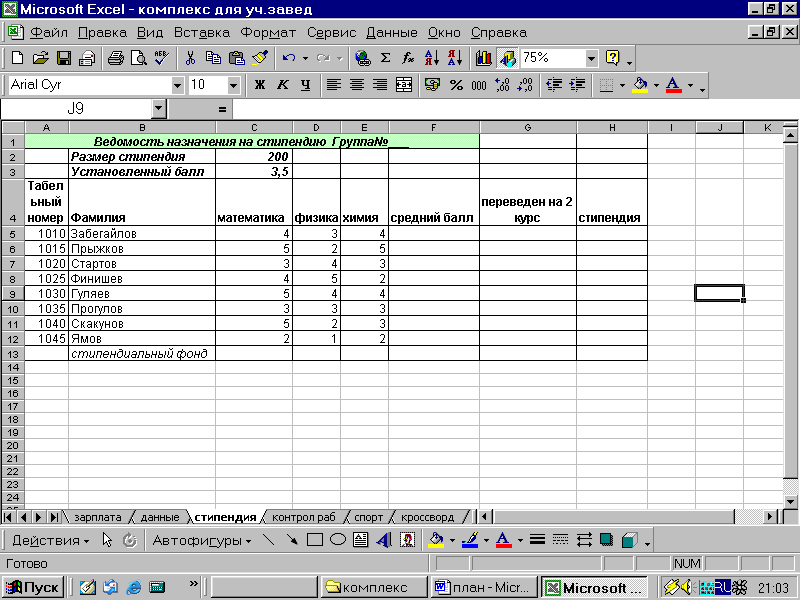 Microsoft Excel - комплекс для уч.завед
Файл Правка Вид Вставка Формат Сервис Данные Окно Справка
75%
Arial Cyr 10 Ж К Ч % 000
J9 =
A B C D E F G H I J K
1 Ведомость назначения на стипендию Группа№___
2 Размер стипендия 200
3 Установленный балл 3,5
4 Табельный номер Фамилия математика физика химия средний балл переведен на 2 курс стипендия
5 1010 Забегайлов 4 3 4
6 1015 Прыжков 5 2 5
7 1020 Стартов 3 4 3
8 1025 Финишев 4 5 2
9 1030 Гуляев 5 4 4
10 1035 Прогулов 3 3 3
11 1040 Скакунов 5 2 3
12 1045 Ямов 2 1 2
13 стипендиальный фонд
14
15
16
17
18
19
20
21
22
23
24
зарплата данные стипендия контрол раб спорт кроссворд
Действия Автофигуры
Готово NUM
Пуск » комплекс план - Micr... Microsoft ... RU 21:03